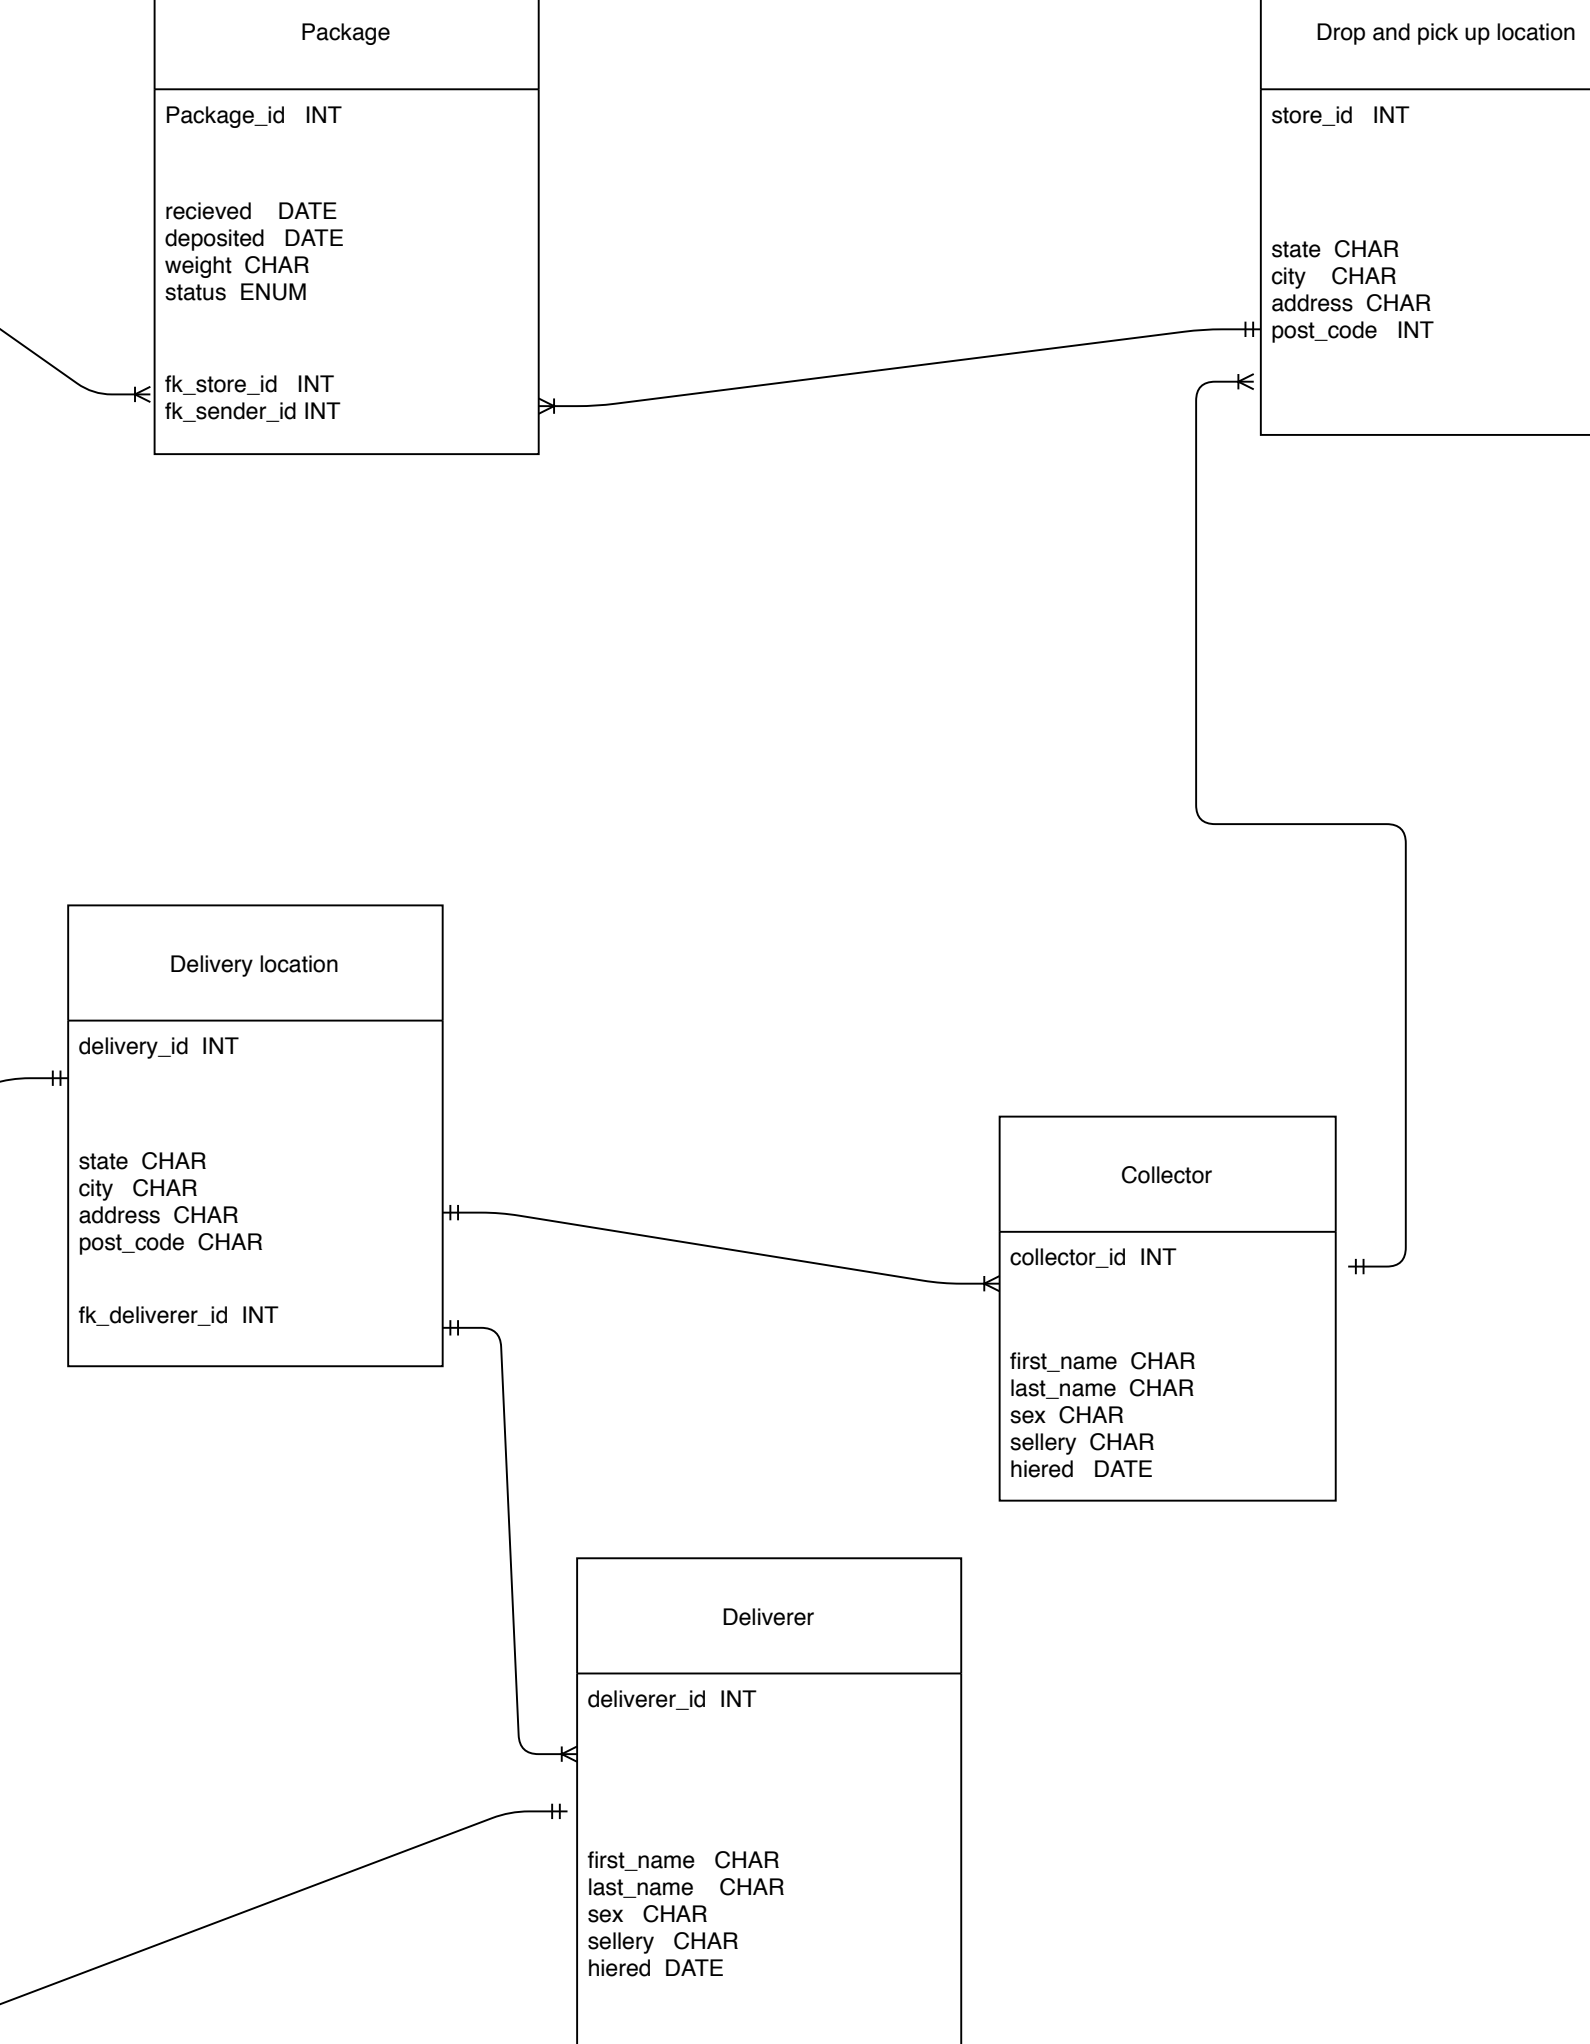 Package
Package_id INT
recieved DATE
deposited DATE
weight CHAR
status ENUM
fk_store_id INT
fk_sender_id INT
Drop and pick up location
store_id INT
state CHAR
city CHAR
address CHAR
post_code INT
Delivery location
delivery_id INT
state CHAR
city CHAR
address CHAR
post_code CHAR
fk_deliverer_id INT
Collector
collector_id INT
first_name CHAR
last_name CHAR
sex CHAR
sellery CHAR
hiered DATE
Deliverer
deliverer_id INT
first_name CHAR
last_name CHAR
sex CHAR
sellery CHAR
hiered DATE